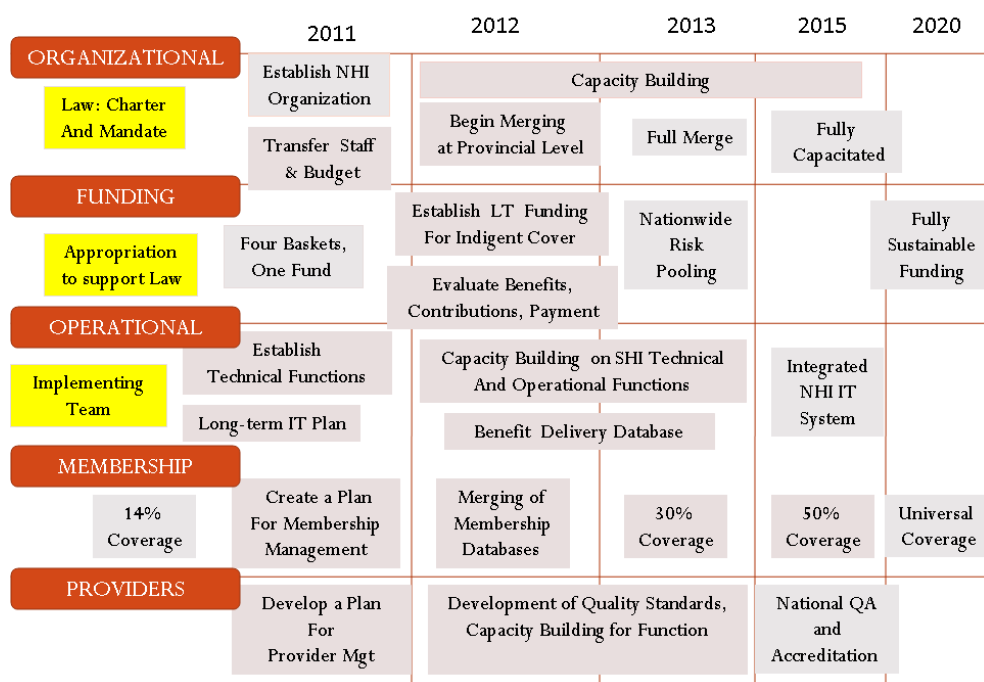 2011
2012
2013
2015
2020
ORGANIZATIONAL
Law: Charter
And Mandate
Establish NHI
Organization
Transfer Staff
& Budget
Capacity Building
Begin Merging
at Provincial Level
Full Merge
Fully
Capacitated
FUNDING
Appropriation
to support Law
Four Baskets,
One Fund
Establish LT Funding
For Indigent Cover
Evaluate Benefits,
Contributions, Payment
Nationwide
Risk
Pooling
Fully
Sustainable
Funding
OPERATIONAL
Implementing
Team
Establish
Technical Functions
Long-term IT Plan
Capacity Building on SHI Technical
And Operational Functions
Benefit Delivery Database
Integrated
NHI IT
System
MEMBERSHIP
14%
Coverage
Create a Plan
For Membership
Management
Merging of
Membership
Databases
30%
Coverage
50%
Coverage
Universal
Coverage
PROVIDERS
Develop a Plan
For
Provider Mgt
Development of Quality Standards,
Capacity Building for Function
National QA
and
Accreditation